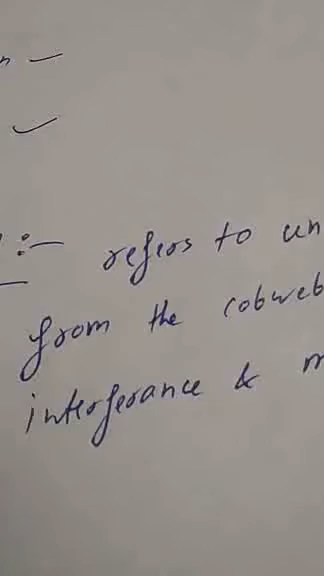 n —
:— refers to un
from the cobweb
interferance & m